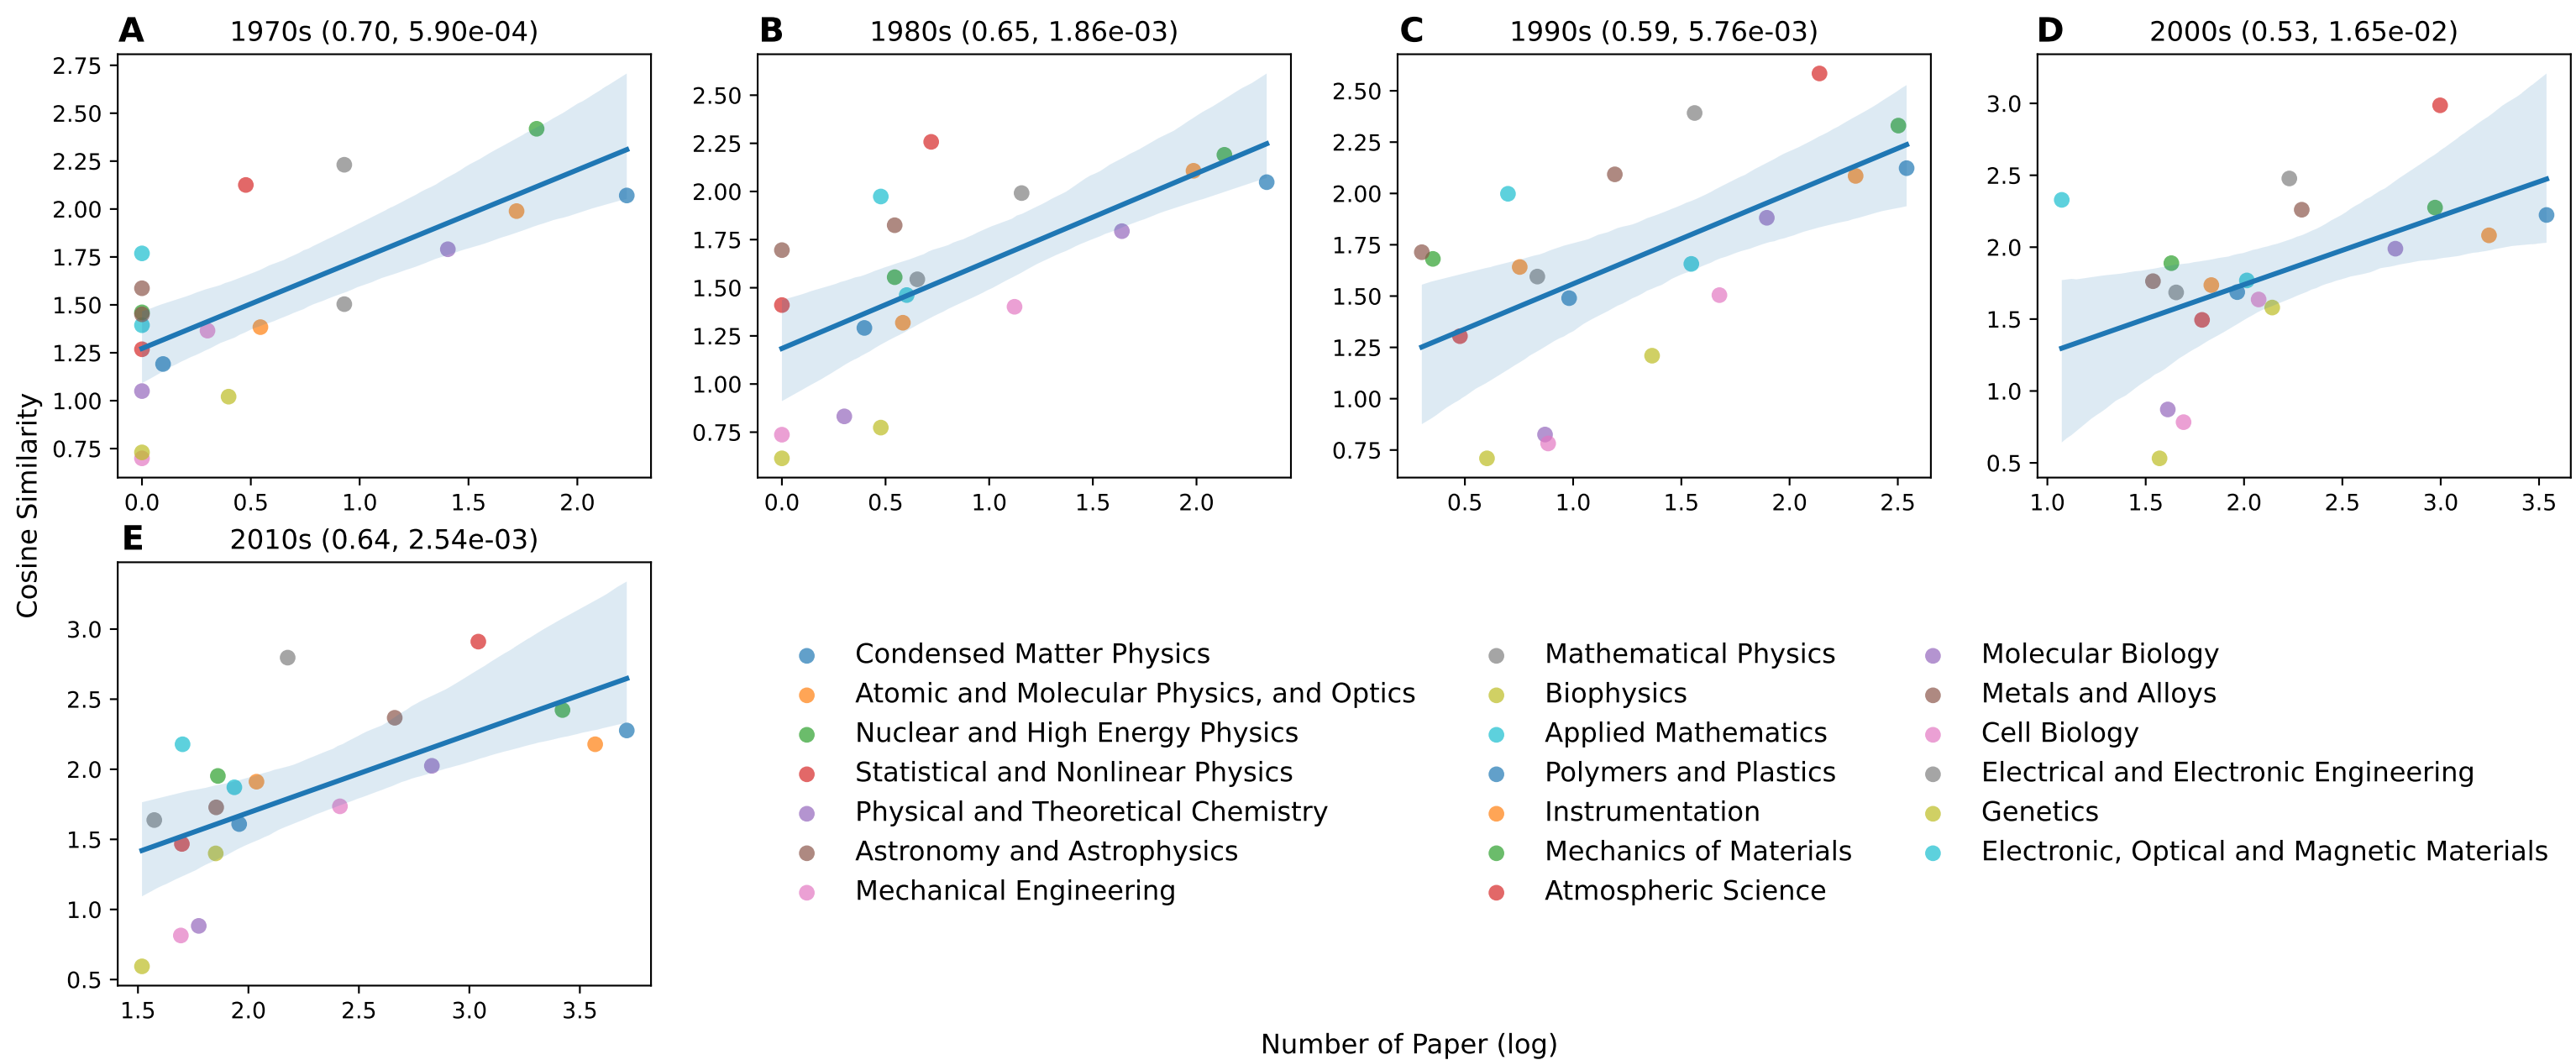 A 1970s (0.70, 5.90e-04)
B 1980s (0.65, 1.86e-03)
C 1990s (0.59, 5.76e-03)
D 2000s (0.53, 1.65e-02)
2.75
2.50
2.25
2.00
1.75
1.50
1.25
1.00
0.75
0.0 0.5 1.0 1.5 2.0
2.50
2.25
2.00
1.75
1.50
1.25
1.00
0.75
0.0 0.5 1.0 1.5 2.0
2.50
2.25
2.00
1.75
1.50
1.25
1.00
0.75
0.5 1.0 1.5 2.0 2.5
3.0
2.5
2.0
1.5
1.0
0.5
1.0 1.5 2.0 2.5 3.0 3.5
Cosine Similarity
E 2010s (0.64, 2.54e-03)
3.0
2.5
2.0
1.5
1.0
0.5
1.5 2.0 2.5 3.0 3.5
Condensed Matter Physics
Atomic and Molecular Physics, and Optics
Nuclear and High Energy Physics
Statistical and Nonlinear Physics
Physical and Theoretical Chemistry
Astronomy and Astrophysics
Mechanical Engineering
Mathematical Physics
Biophysics
Applied Mathematics
Polymers and Plastics
Instrumentation
Mechanics of Materials
Atmospheric Science
Molecular Biology
Metals and Alloys
Cell Biology
Electrical and Electronic Engineering
Genetics
Electronic, Optical and Magnetic Materials
Number of Paper (log)